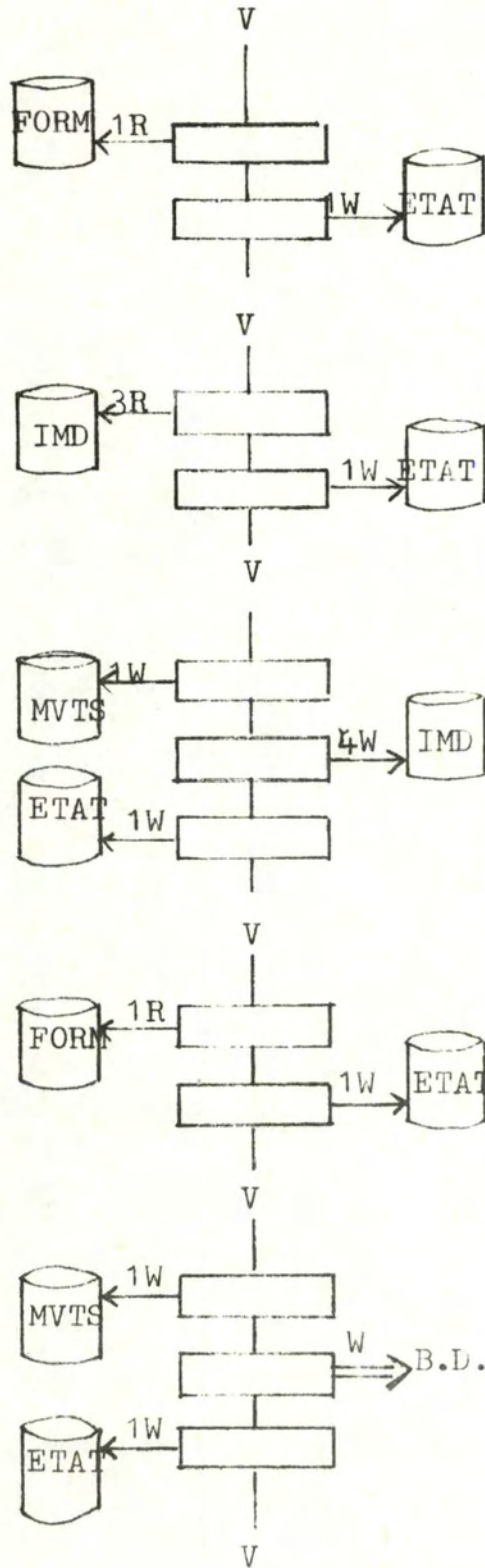 V
FORM 1R
1W ETAT
V
IMD 3R
1W ETAT
V
MVTS 1W
4W IMD
ETAT 1W
V
FORM 1R
1W ETAT
V
MVTS 1W
W B.D.
ETAT 1W
V